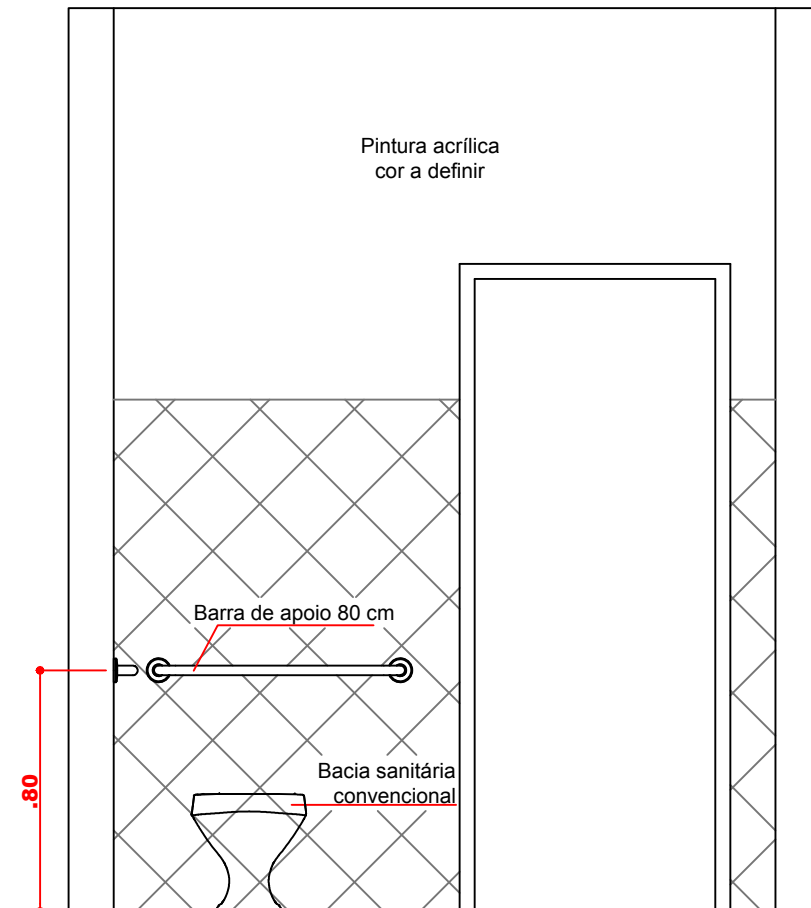 Pintura acrílica
cor a definir
Barra de apoio 80 cm
Bacia sanitária
convencional
.80